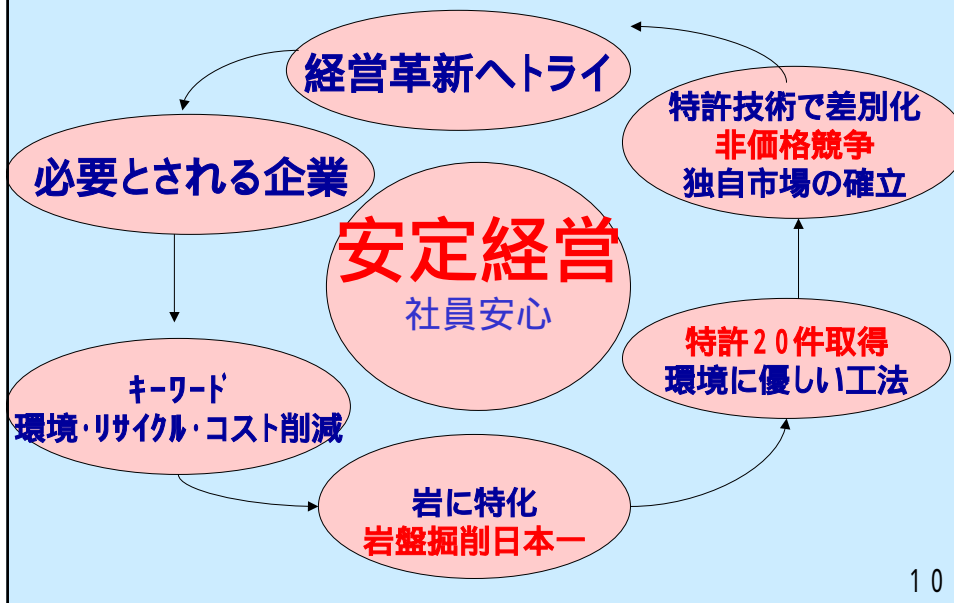 経営革新へトライ
必要とされる企業
キーワード
環境・リサイクル・コスト削減
岩に特化
岩盤掘削日本一
特許20件取得
環境に優しい工法
特許技術で差別化
非価格競争
独自市場の確立
安定経営
社員安心
10